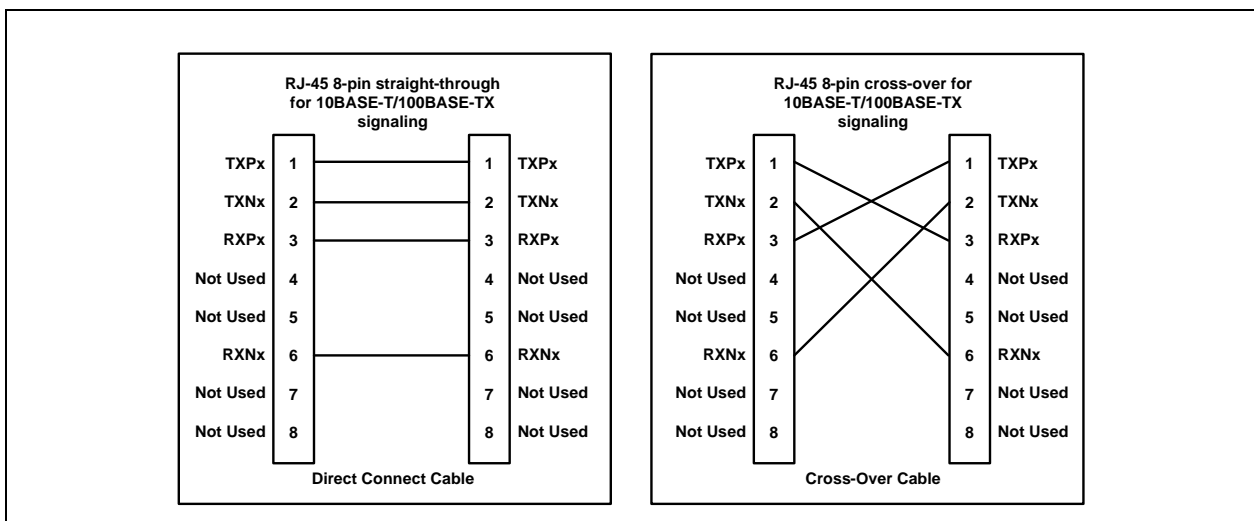 RJ-45 8-pin straight-through
for 10BASE-T/100BASE-TX
signaling
TXPx 1 1 TXPx
TXNx 2 2 TXNx
RXPx 3 3 RXPx
Not Used 4 4 Not Used
Not Used 5 5 Not Used
RXNx 6 6 RXNx
Not Used 7 7 Not Used
Not Used 8 8 Not Used
Direct Connect Cable
RJ-45 8-pin cross-over for
10BASE-T/100BASE-TX
signaling
TXPx 1 1 TXPx
TXNx 2 2 TXNx
RXPx 3 3 RXPx
Not Used 4 4 Not Used
Not Used 5 5 Not Used
RXNx 6 6 RXNx
Not Used 7 7 Not Used
Not Used 8 8 Not Used
Cross-Over Cable